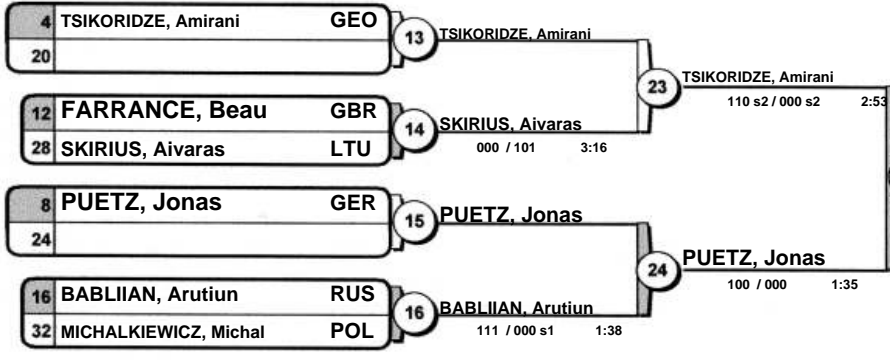 4 TSIKORIDZE, Amirani GEO
20
13
TSIKORIDZE, Amirani
12 FARRANCE, Beau GBR
28 SKIRIUS, Aivaras LTU
14
SKIRIUS, Aivaras
000 / 101 3:16
23
TSIKORIDZE, Amirani
110 s2 / 000 s2 2:53
8 PUETZ, Jonas GER
24
15
PUETZ, Jonas
16 BABLIIAN, Arutiun RUS
32 MICHALKIEWICZ, Michal POL
16
BABLIIAN, Arutiun
111 / 000 s1 1:38
24
PUETZ, Jonas
100 / 000 1:35